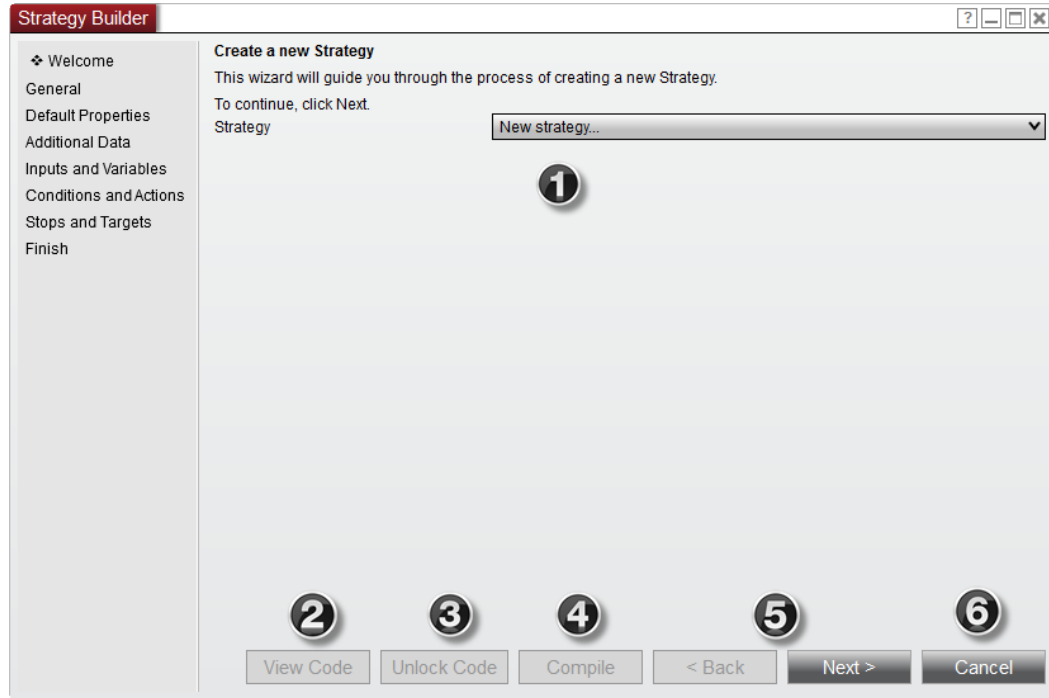 Strategy Builder
?
❖ Welcome
General
Default Properties
Additional Data
Inputs and Variables
Conditions and Actions
Stops and Targets
Finish
Create a new Strategy
This wizard will guide you through the process of creating a new Strategy.
To continue, click Next.
Strategy New strategy...
1
2 3 4 5 6
View Code Unlock Code Compile < Back Next > Cancel